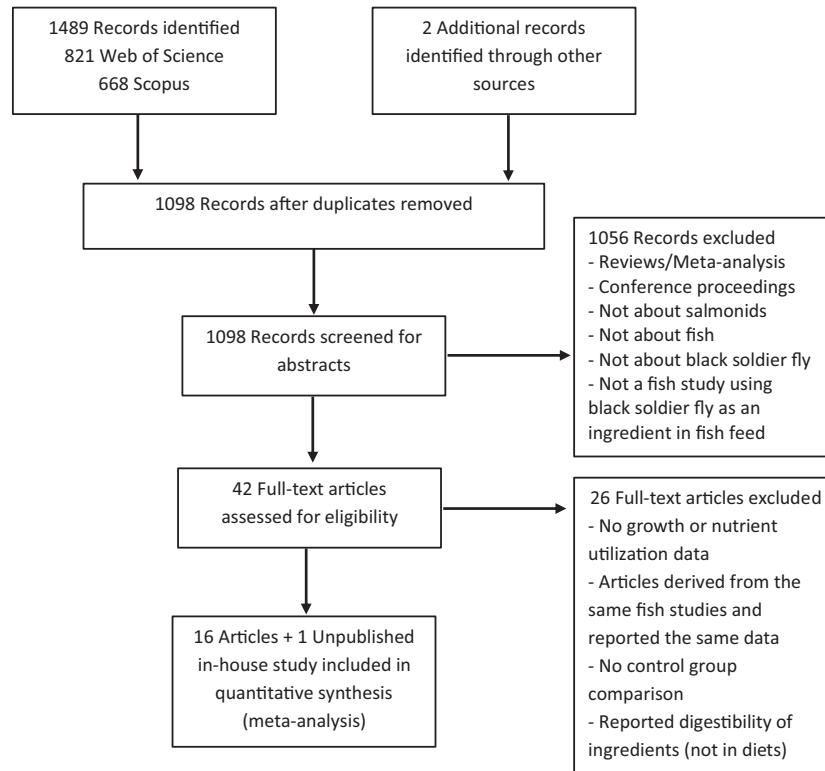 1489 Records identified
821 Web of Science
668 Scopus
2 Additional records
identified through other
sources
1098 Records after duplicates removed
1098 Records screened for
abstracts
1056 Records excluded
- Reviews/Meta-analysis
- Conference proceedings
- Not about salmonids
- Not about fish
- Not about black soldier fly
- Not a fish study using
black soldier fly as an
ingredient in fish feed
42 Full-text articles
assessed for eligibility
26 Full-text articles excluded
- No growth or nutrient
utilization data
- Articles derived from the
same fish studies and
reported the same data
- No control group
comparison
- Reported digestibility of
ingredients (not in diets)
16 Articles + 1 Unpublished
in-house study included in
quantitative synthesis
(meta-analysis)